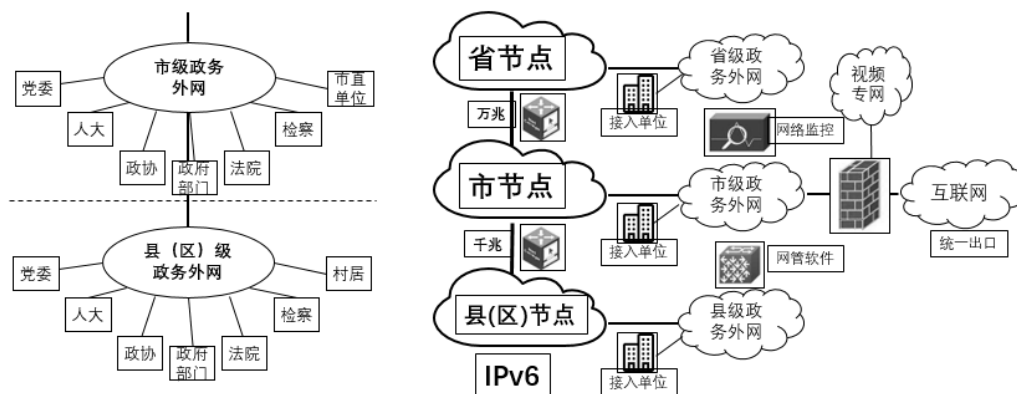 市级政务
外网
党委
市直
单位
人大
检察
政协
政府
部门
法院
县（区）级
政务外网
党委
村居
人大
检察
政协
政府
部门
法院
省节点
省级政
务外网
视频
专网
万兆
接入单位
网络监控
市节点
市级政
务外网
互联网
千兆
接入单位
网管软件
统一出口
县(区)节点
县级政
务外网
IPv6
接入单位